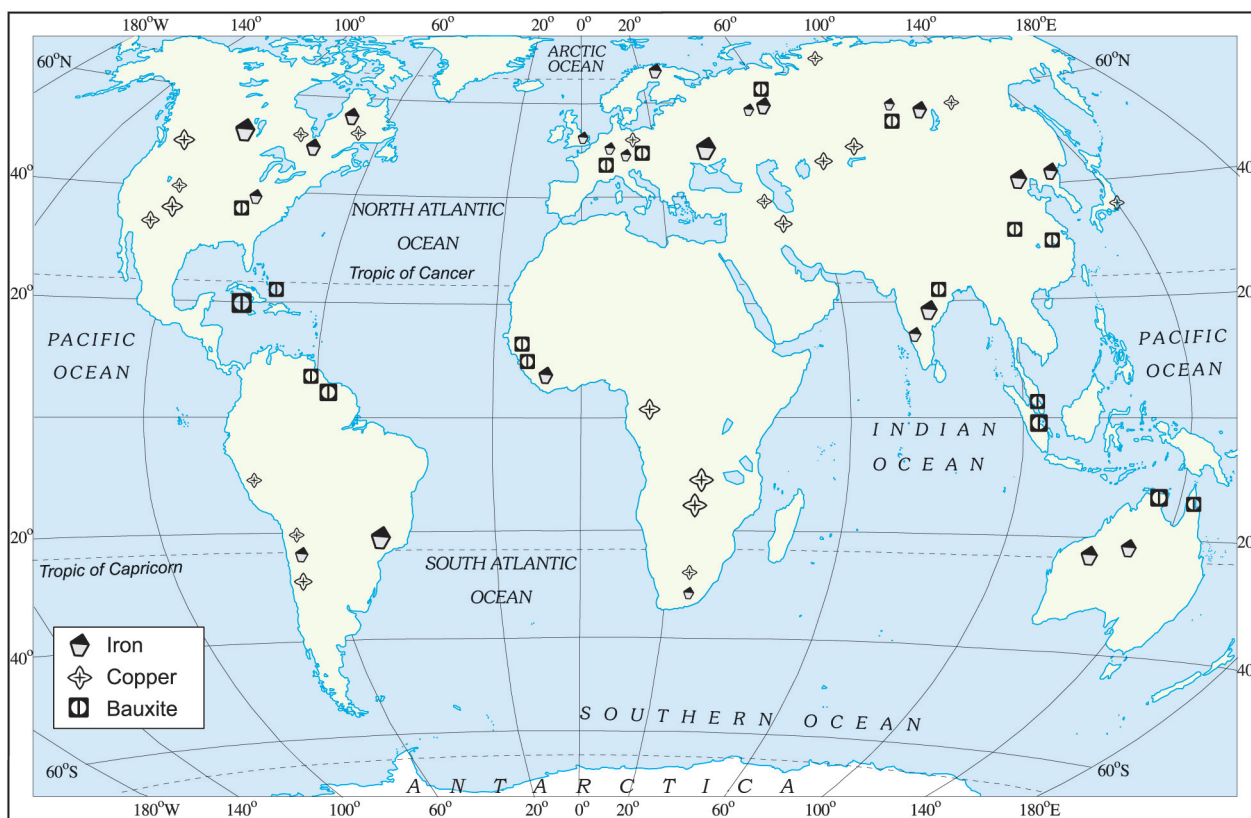 180°W 140° 100° 60° 20° 0° 20° 60° 100° 140° 180°E
ARCTIC
OCEAN
60°N 60°N
40° 40°
NORTH ATLANTIC
OCEAN
Tropic of Cancer
20° 20°
PACIFIC
OCEAN
PACIFIC
OCEAN
INDIAN
OCEAN
20° 20°
Tropic of Capricorn
SOUTH ATLANTIC
OCEAN
Iron
Copper
Bauxite
40° 40°
SOUTHERN OCEAN
60°S 60°S
ANTARCTICA
180°W 140° 100° 60° 20° 0° 20° 60° 100° 140° 180°E